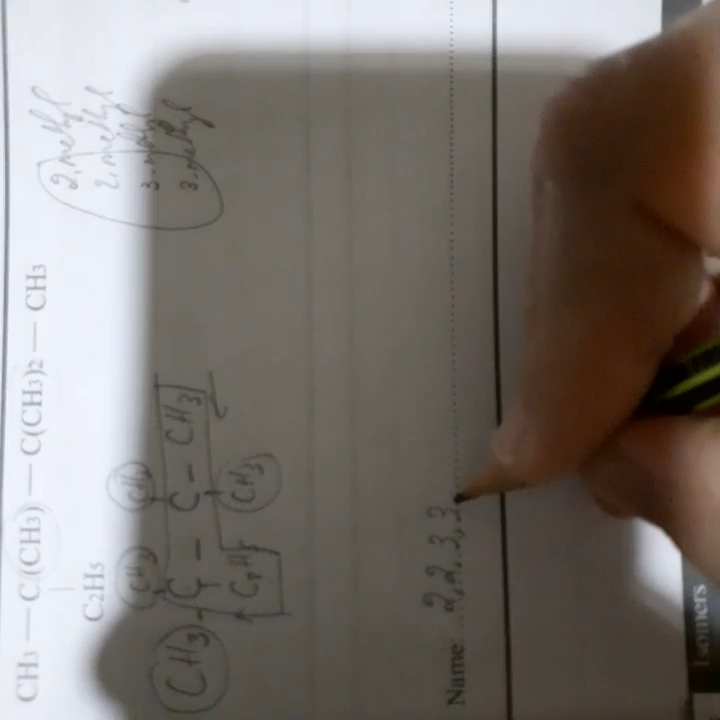 CH3 — C(CH3) — C(CH3)2 — CH3
C2H5
2, methyl
2, methyl
3-methyl
3-methyl
CH3 CH3
CH3 - C - C - CH3
C2H5 CH3
Name: 2,2,3,3
Isomers